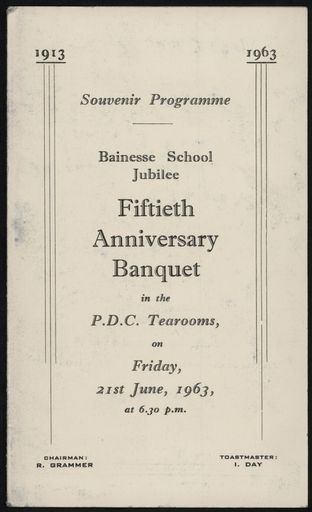 1913 1963
Souvenir Programme
Bainesse School
Jubilee
Fiftieth
Anniversary
Banquet
in the
P.D.C. Tearooms,
on
Friday,
21st June, 1963,
at 6.30 p.m.
CHAIRMAN: TOASTMASTER:
R. GRAMMER I. DAY